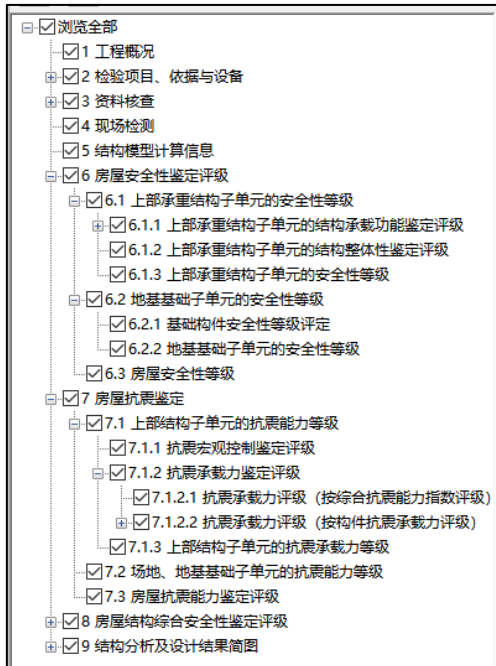 浏览全部
1 工程概况
2 检验项目、依据与设备
3 资料核查
4 现场检测
5 结构模型计算信息
6 房屋安全性鉴定评级
6.1 上部承重结构子单元的安全性等级
6.1.1 上部承重结构子单元的结构承载功能鉴定评级
6.1.2 上部承重结构子单元的结构整体性鉴定评级
6.1.3 上部承重结构子单元的安全性等级
6.2 地基基础子单元的安全性等级
6.2.1 基础构件安全性等级评定
6.2.2 地基基础子单元的安全性等级
6.3 房屋安全性等级
7 房屋抗震鉴定
7.1 上部结构子单元的抗震能力等级
7.1.1 抗震宏观控制鉴定评级
7.1.2 抗震承载力鉴定评级
7.1.2.1 抗震承载力评级（按综合抗震能力指数评级）
7.1.2.2 抗震承载力评级（按构件抗震承载力评级）
7.1.3 上部结构子单元的抗震承载力等级
7.2 场地、地基基础子单元的抗震能力等级
7.3 房屋抗震能力鉴定评级
8 房屋结构综合安全性鉴定评级
9 结构分析及设计结果简图